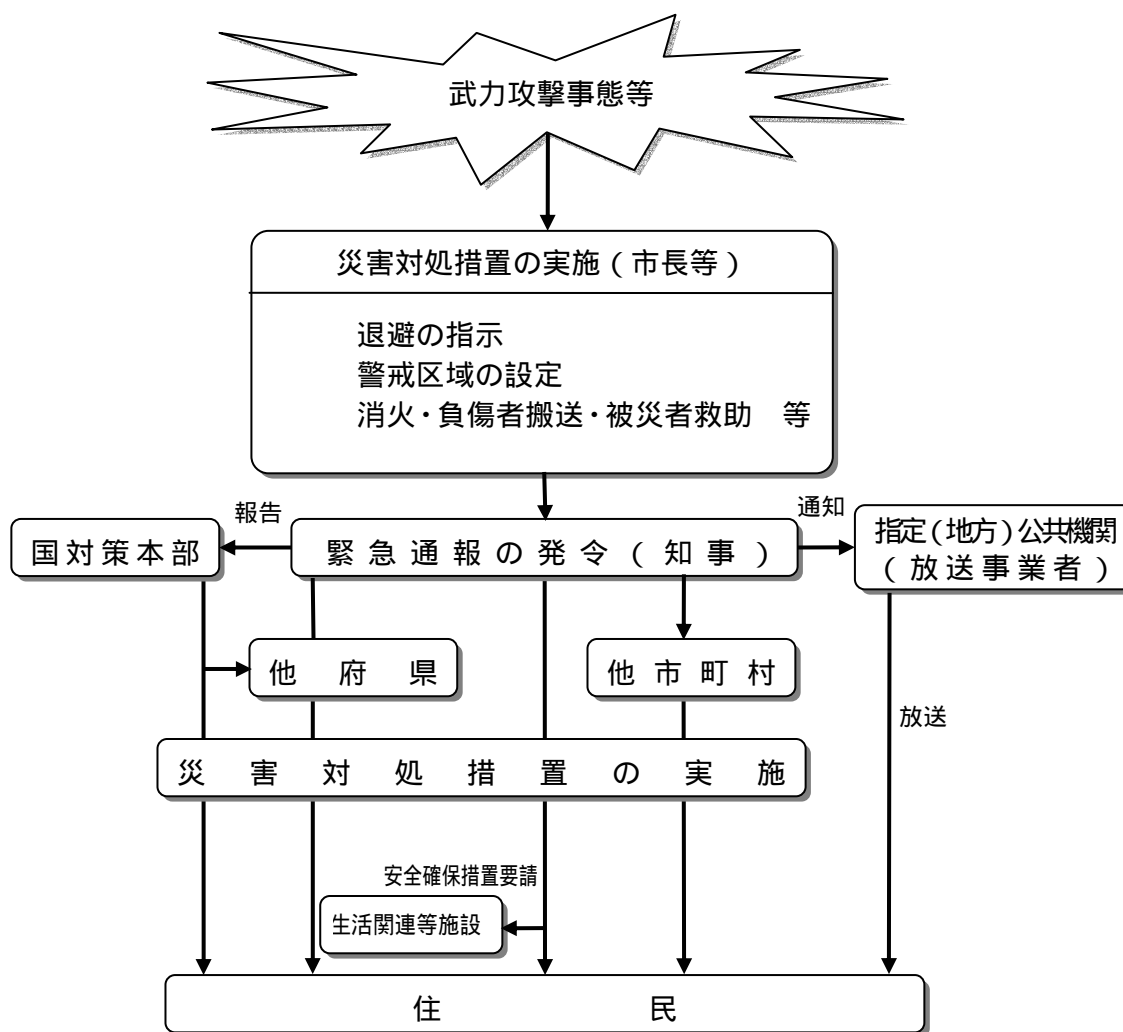 武力攻撃事態等
災害対処措置の実施(市長等)
退避の指示
警戒区域の設定
消火・負傷者搬送・被災者救助　等
報告
通知
国対策本部
緊急通報の発令(知事)
指定(地方)公共機関
(放送事業者)
他府県
他市町村
放送
災害対処措置の実施
安全確保措置要請
生活関連等施設
住民